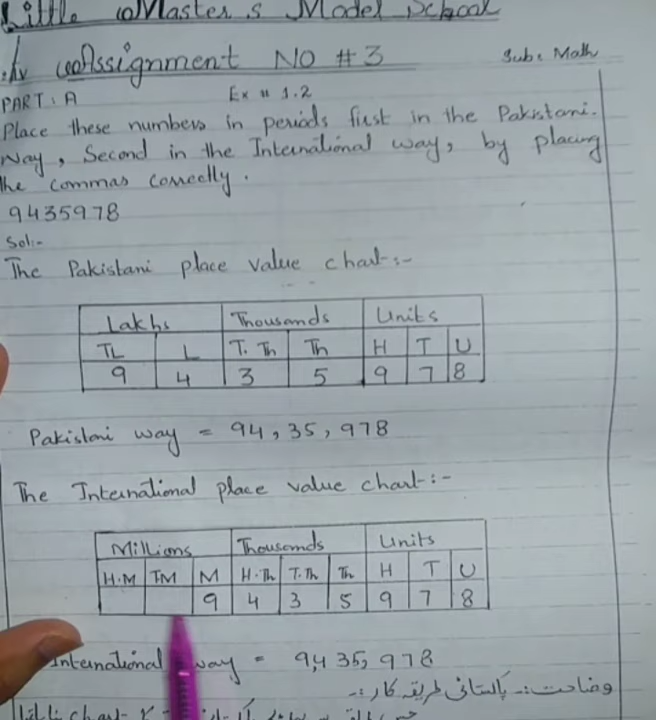 Little Master's Model School
Assignment NO # 3 Sub: Math
PART: A Ex # 1.2
Place these numbers in periods first in the Pakistani
Way, Second in the International way, by placing
the commas correctly.
9435978
Sol:-
The Pakistani place value chart:-
Lakhs Thousands Units
TL L T.Th Th H T U
9 4 3 5 9 7 8
Pakistani way = 94,35,978
The International place value chart:-
Millions Thousands Units
H.M TM M H.Th T.Th Th H T U
9 4 3 5 9 7 8
International way = 9,435,978
وضاحت:۔ پاکستانی طریقہ کار:۔